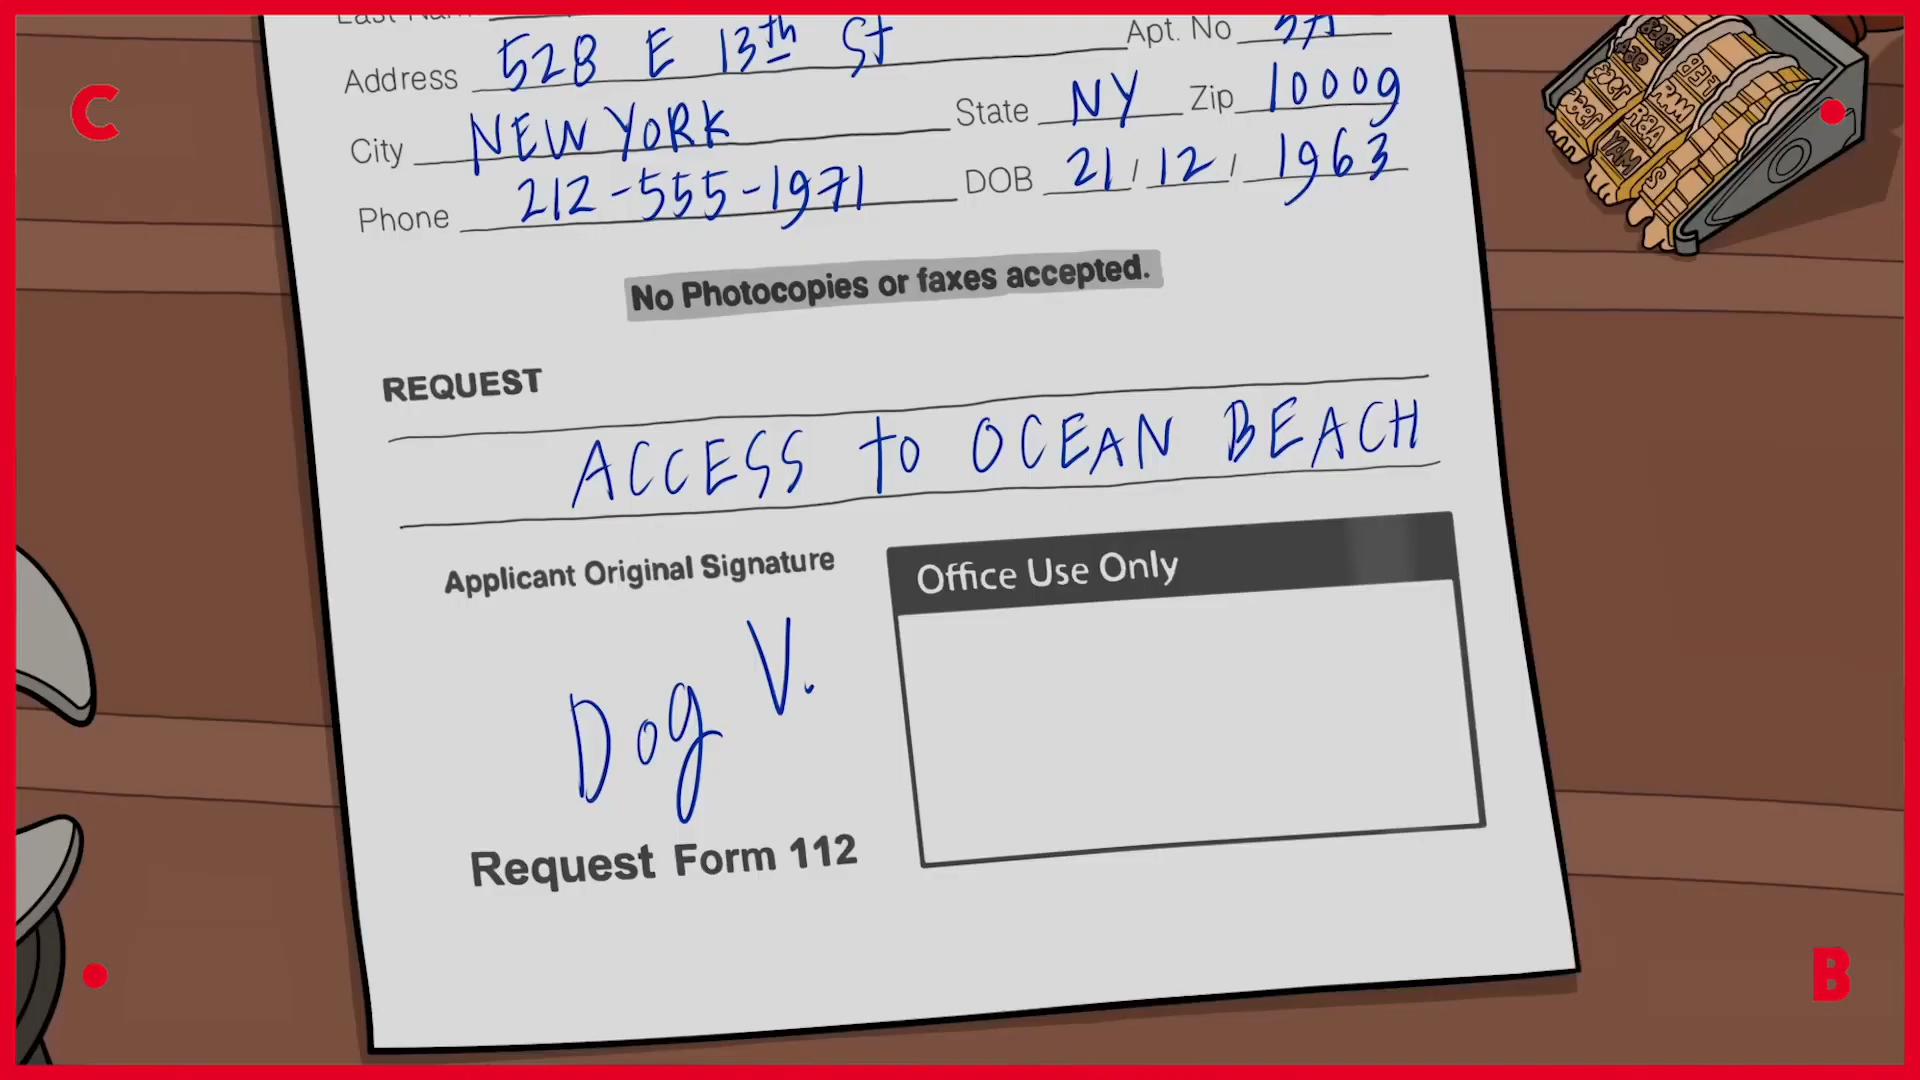 Address 528 E 13th St Apt. No 3A
City NEW YORK State NY Zip 10009
Phone 212-555-1971 DOB 21/12/1963
No Photocopies or faxes accepted.
REQUEST
ACCESS to OCEAN BEACH
Applicant Original Signature
Office Use Only
Dog V.
Request Form 112
C
B